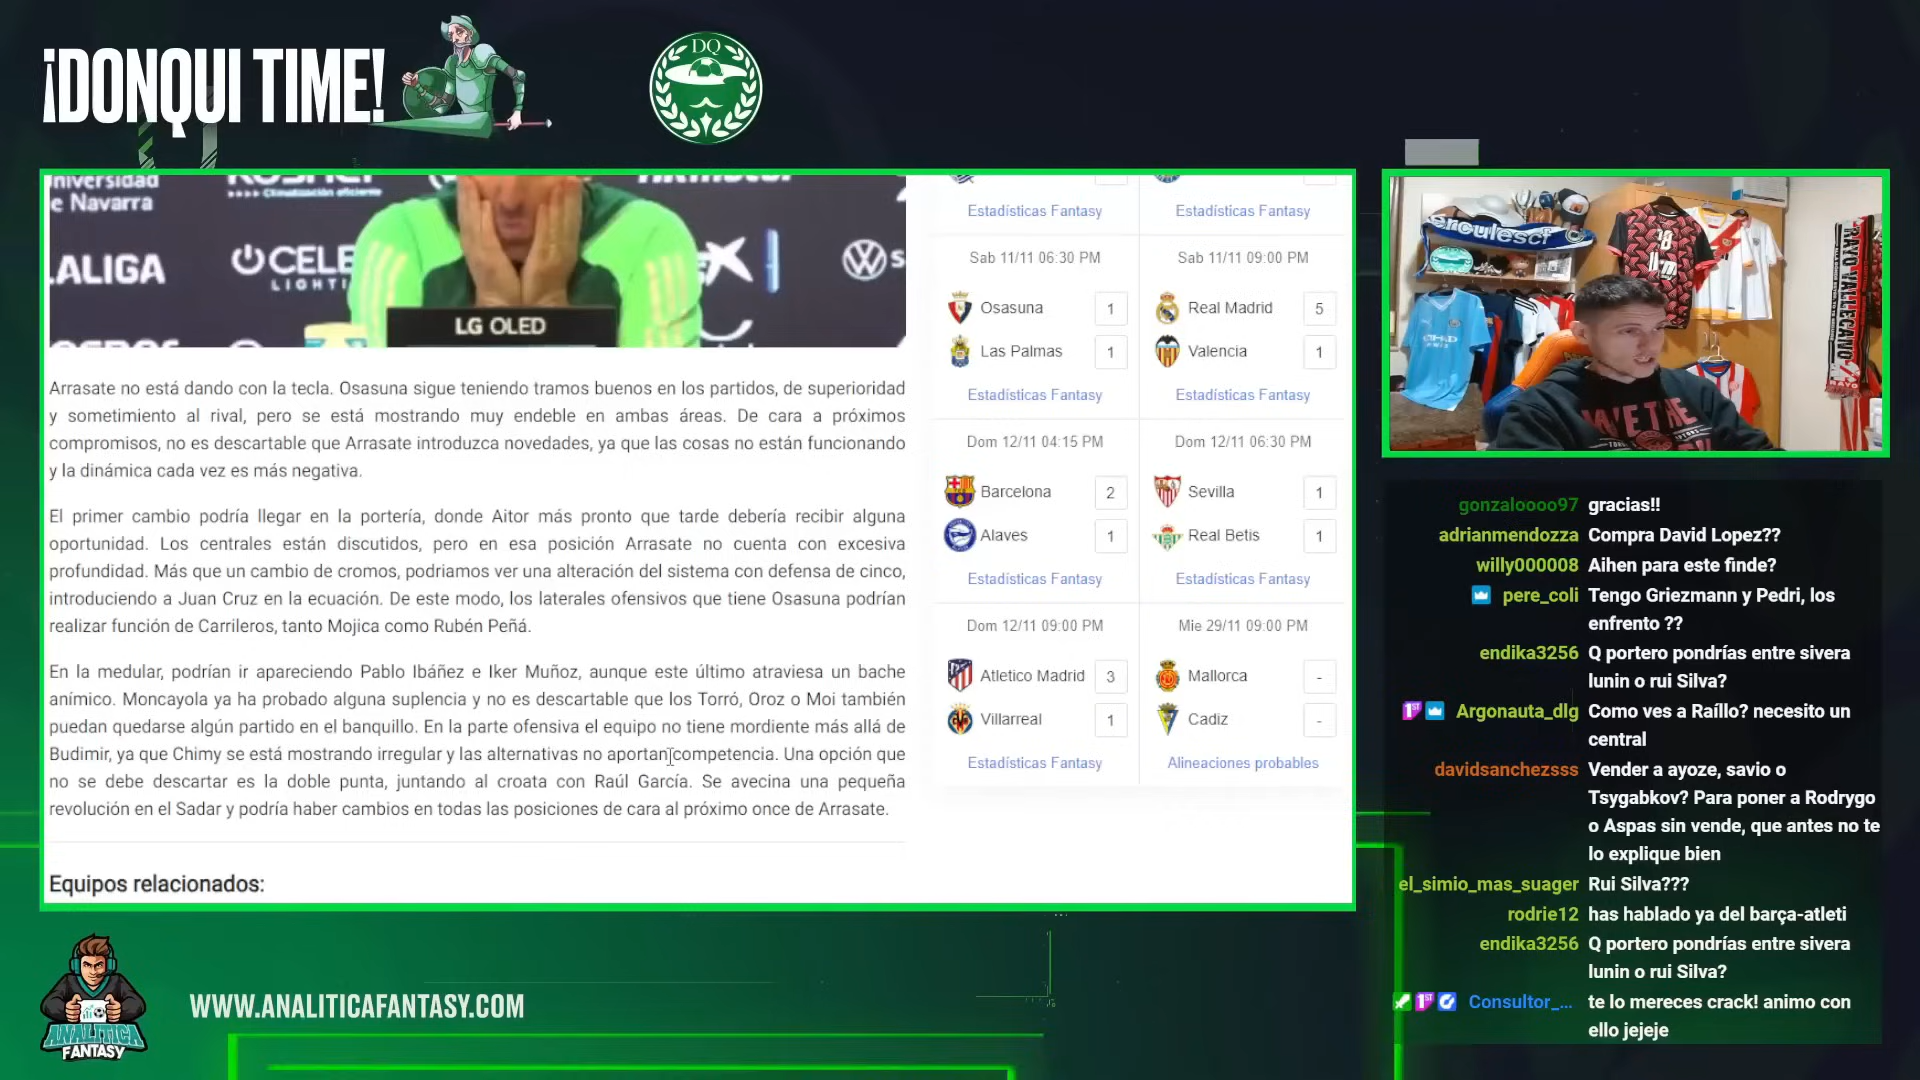 ¡DONQUI TIME!
DQ
Universidad
de Navarra
Climatización eficiente
LALIGA
CELE
LIGHTI
LG OLED
Arrasate no está dando con la tecla. Osasuna sigue teniendo tramos buenos en los partidos, de superioridad
y sometimiento al rival, pero se está mostrando muy endeble en ambas áreas. De cara a próximos
compromisos, no es descartable que Arrasate introduzca novedades, ya que las cosas no están funcionando
y la dinámica cada vez es más negativa.
El primer cambio podría llegar en la portería, donde Aitor más pronto que tarde debería recibir alguna
oportunidad. Los centrales están discutidos, pero en esa posición Arrasate no cuenta con excesiva
profundidad. Más que un cambio de cromos, podriamos ver una alteración del sistema con defensa de cinco,
introduciendo a Juan Cruz en la ecuación. De este modo, los laterales ofensivos que tiene Osasuna podrían
realizar función de Carrileros, tanto Mojica como Rubén Peñá.
En la medular, podrían ir apareciendo Pablo Ibáñez e Iker Muñoz, aunque este último atraviesa un bache
anímico. Moncayola ya ha probado alguna suplencia y no es descartable que los Torró, Oroz o Moi también
puedan quedarse algún partido en el banquillo. En la parte ofensiva el equipo no tiene mordiente más allá de
Budimir, ya que Chimy se está mostrando irregular y las alternativas no aportan competencia. Una opción que
no se debe descartar es la doble punta, juntando al croata con Raúl García. Se avecina una pequeña
revolución en el Sadar y podría haber cambios en todas las posiciones de cara al próximo once de Arrasate.
Equipos relacionados:
Estadísticas Fantasy
Estadísticas Fantasy
Sab 11/11 06:30 PM
Sab 11/11 09:00 PM
Osasuna 1
Real Madrid 5
Las Palmas 1
Valencia 1
Estadísticas Fantasy
Estadísticas Fantasy
Dom 12/11 04:15 PM
Dom 12/11 06:30 PM
Barcelona 2
Sevilla 1
Alaves 1
Real Betis 1
Estadísticas Fantasy
Estadísticas Fantasy
Dom 12/11 09:00 PM
Mie 29/11 09:00 PM
Atletico Madrid 3
Mallorca -
Villarreal 1
Cadiz -
Estadísticas Fantasy
Alineaciones probables
RAYO VALLECANO
gonzaloooo97 gracias!!
adrianmendozza Compra David Lopez??
willy000008 Aihen para este finde?
pere_coli Tengo Griezmann y Pedri, los
enfrento ??
endika3256 Q portero pondrías entre sivera
lunin o rui Silva?
1ST Argonauta_dlg Como ves a Raíllo? necesito un
central
davidsanchezsss Vender a ayoze, savio o
Tsygabkov? Para poner a Rodrygo
o Aspas sin vende, que antes no te
lo explique bien
el_simio_mas_suager Rui Silva???
rodrie12 has hablado ya del barça-atleti
endika3256 Q portero pondrías entre sivera
lunin o rui Silva?
1ST Consultor_... te lo mereces crack! animo con
ello jejeje
ANALITICA
FANTASY
WWW.ANALITICAFANTASY.COM